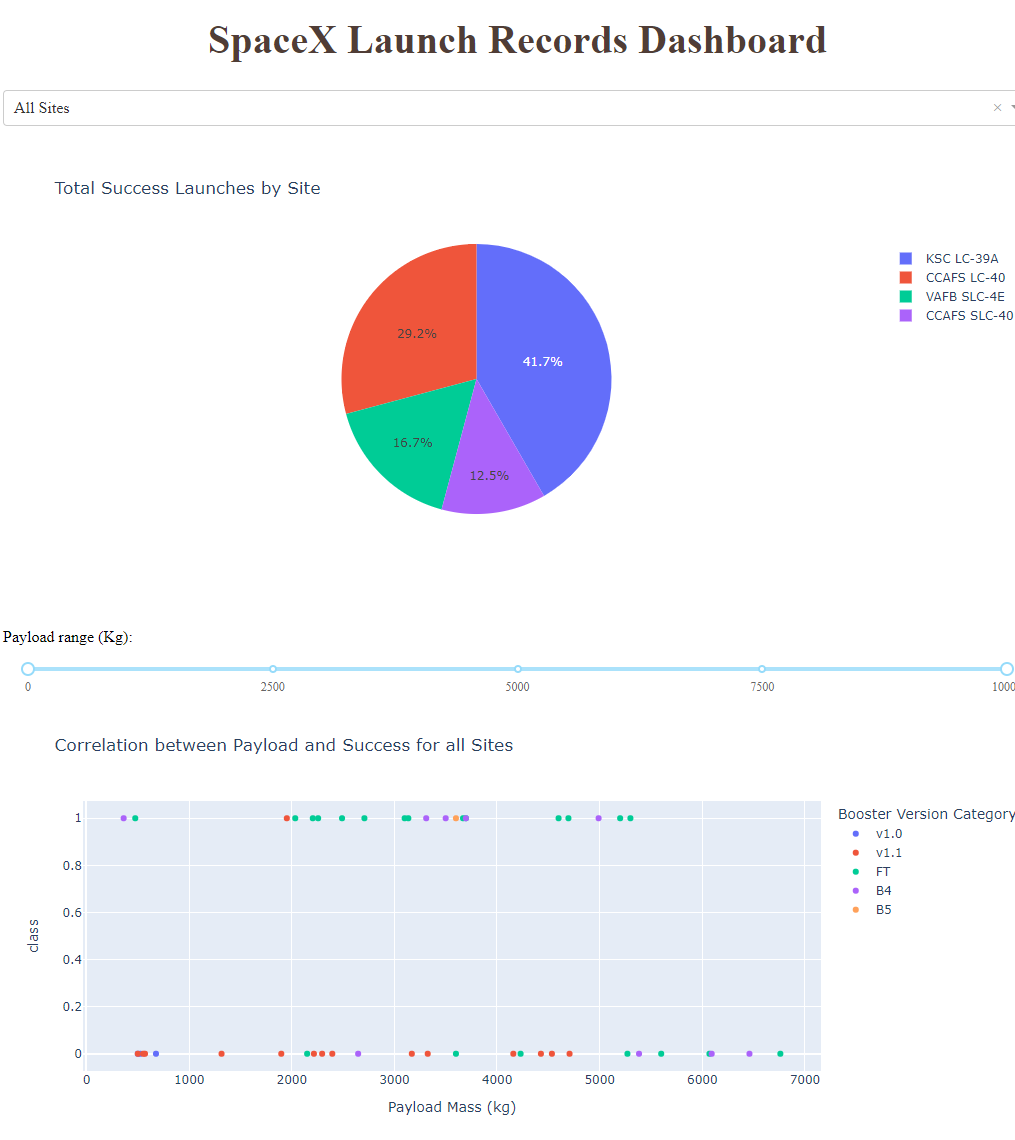 SpaceX Launch Records Dashboard
All Sites ×
Total Success Launches by Site
KSC LC-39A
CCAFS LC-40
VAFB SLC-4E
CCAFS SLC-40
29.2%
41.7%
16.7%
12.5%
Payload range (Kg):
0 2500 5000 7500 1000
Correlation between Payload and Success for all Sites
Booster Version Category
v1.0
v1.1
FT
B4
B5
1
0.8
0.6
0.4
0.2
0
class
0 1000 2000 3000 4000 5000 6000 7000
Payload Mass (kg)